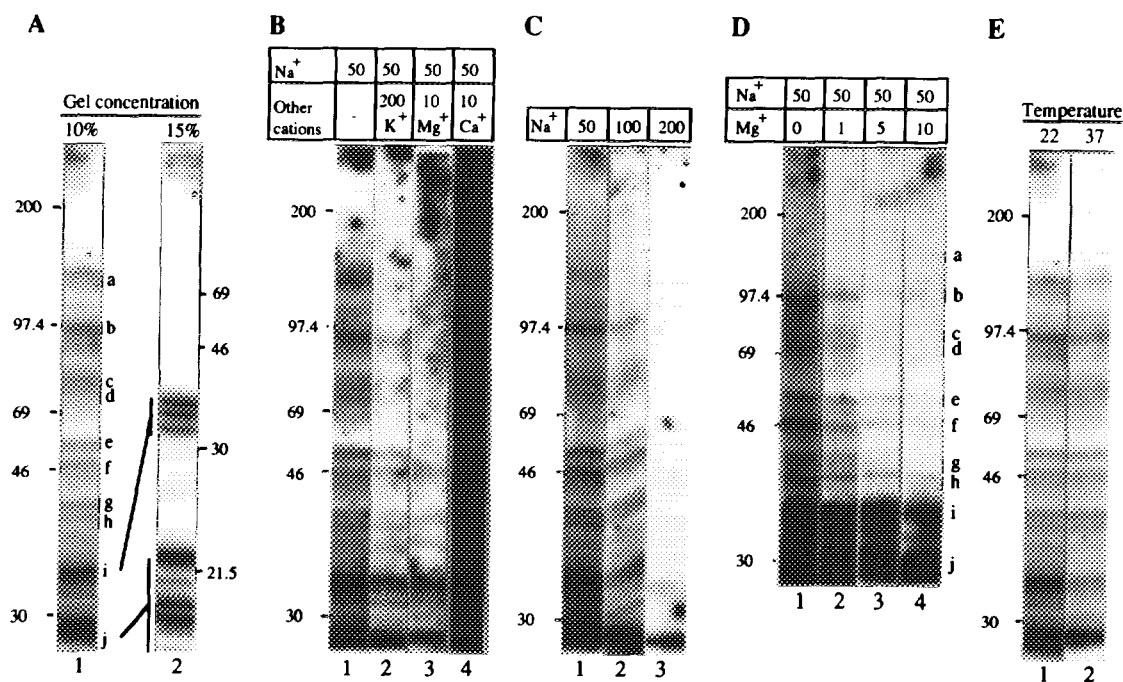 A
Gel concentration
10% 15%
200
97.4
69
46
30
a
b
c
d
e
f
g
h
i
j
69
46
30
21.5
1 2
B
Na+ 50 50 50 50
Other cations - 200 K+ 10 Mg+ 10 Ca+
200
97.4
69
46
30
1 2 3 4
C
Na+ 50 100 200
200
97.4
69
46
30
1 2 3
D
Na+ 50 50 50 50
Mg+ 0 1 5 10
200
97.4
69
46
30
a
b
c
d
e
f
g
h
i
j
1 2 3 4
E
Temperature
22 37
200
97.4
69
46
30
1 2